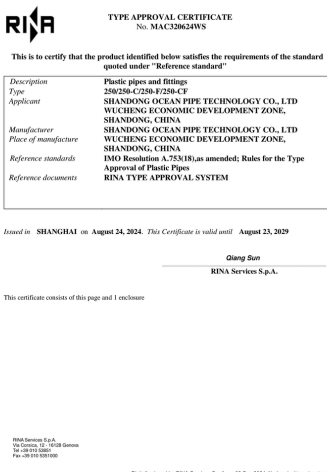 RINA
TYPE APPROVAL CERTIFICATE
No. MAC320624WS
This is to certify that the product identified below satisfies the requirements of the standard
quoted under "Reference standard"
Description Plastic pipes and fittings
Type 250/250-C/250-F/250-CF
Applicant SHANDONG OCEAN PIPE TECHNOLOGY CO., LTD
WUCHENG ECONOMIC DEVELOPMENT ZONE,
SHANDONG, CHINA
Manufacturer SHANDONG OCEAN PIPE TECHNOLOGY CO., LTD
Place of manufacture WUCHENG ECONOMIC DEVELOPMENT ZONE,
SHANDONG, CHINA
Reference standards IMO Resolution A.753(18),as amended; Rules for the Type
Approval of Plastic Pipes
Reference documents RINA TYPE APPROVAL SYSTEM
Issued in SHANGHAI on August 24, 2024. This Certificate is valid until August 23, 2029
Qiang Sun
RINA Services S.p.A.
This certificate consists of this page and 1 enclosure
RINA Services S.p.A.
Via Corsica, 12 - 16128 Genova
Tel +39 010 53851
Fax +39 010 5351000